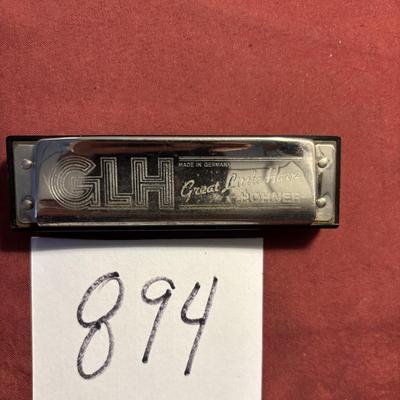 GLH
MADE IN GERMANY
Great Little Harp
HOHNER
894